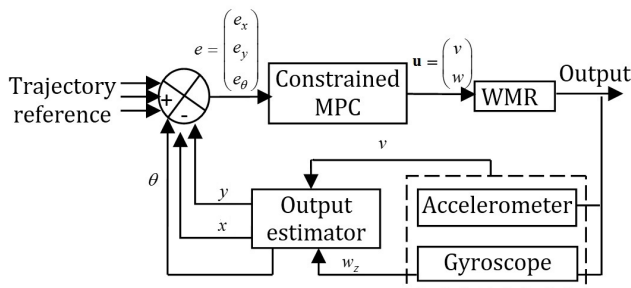 Trajectory
reference
+
-
e = (e_x
e_y
e_θ)
Constrained
MPC
u = (v
w)
WMR
Output
θ
y
x
Output
estimator
v
w_z
Accelerometer
Gyroscope